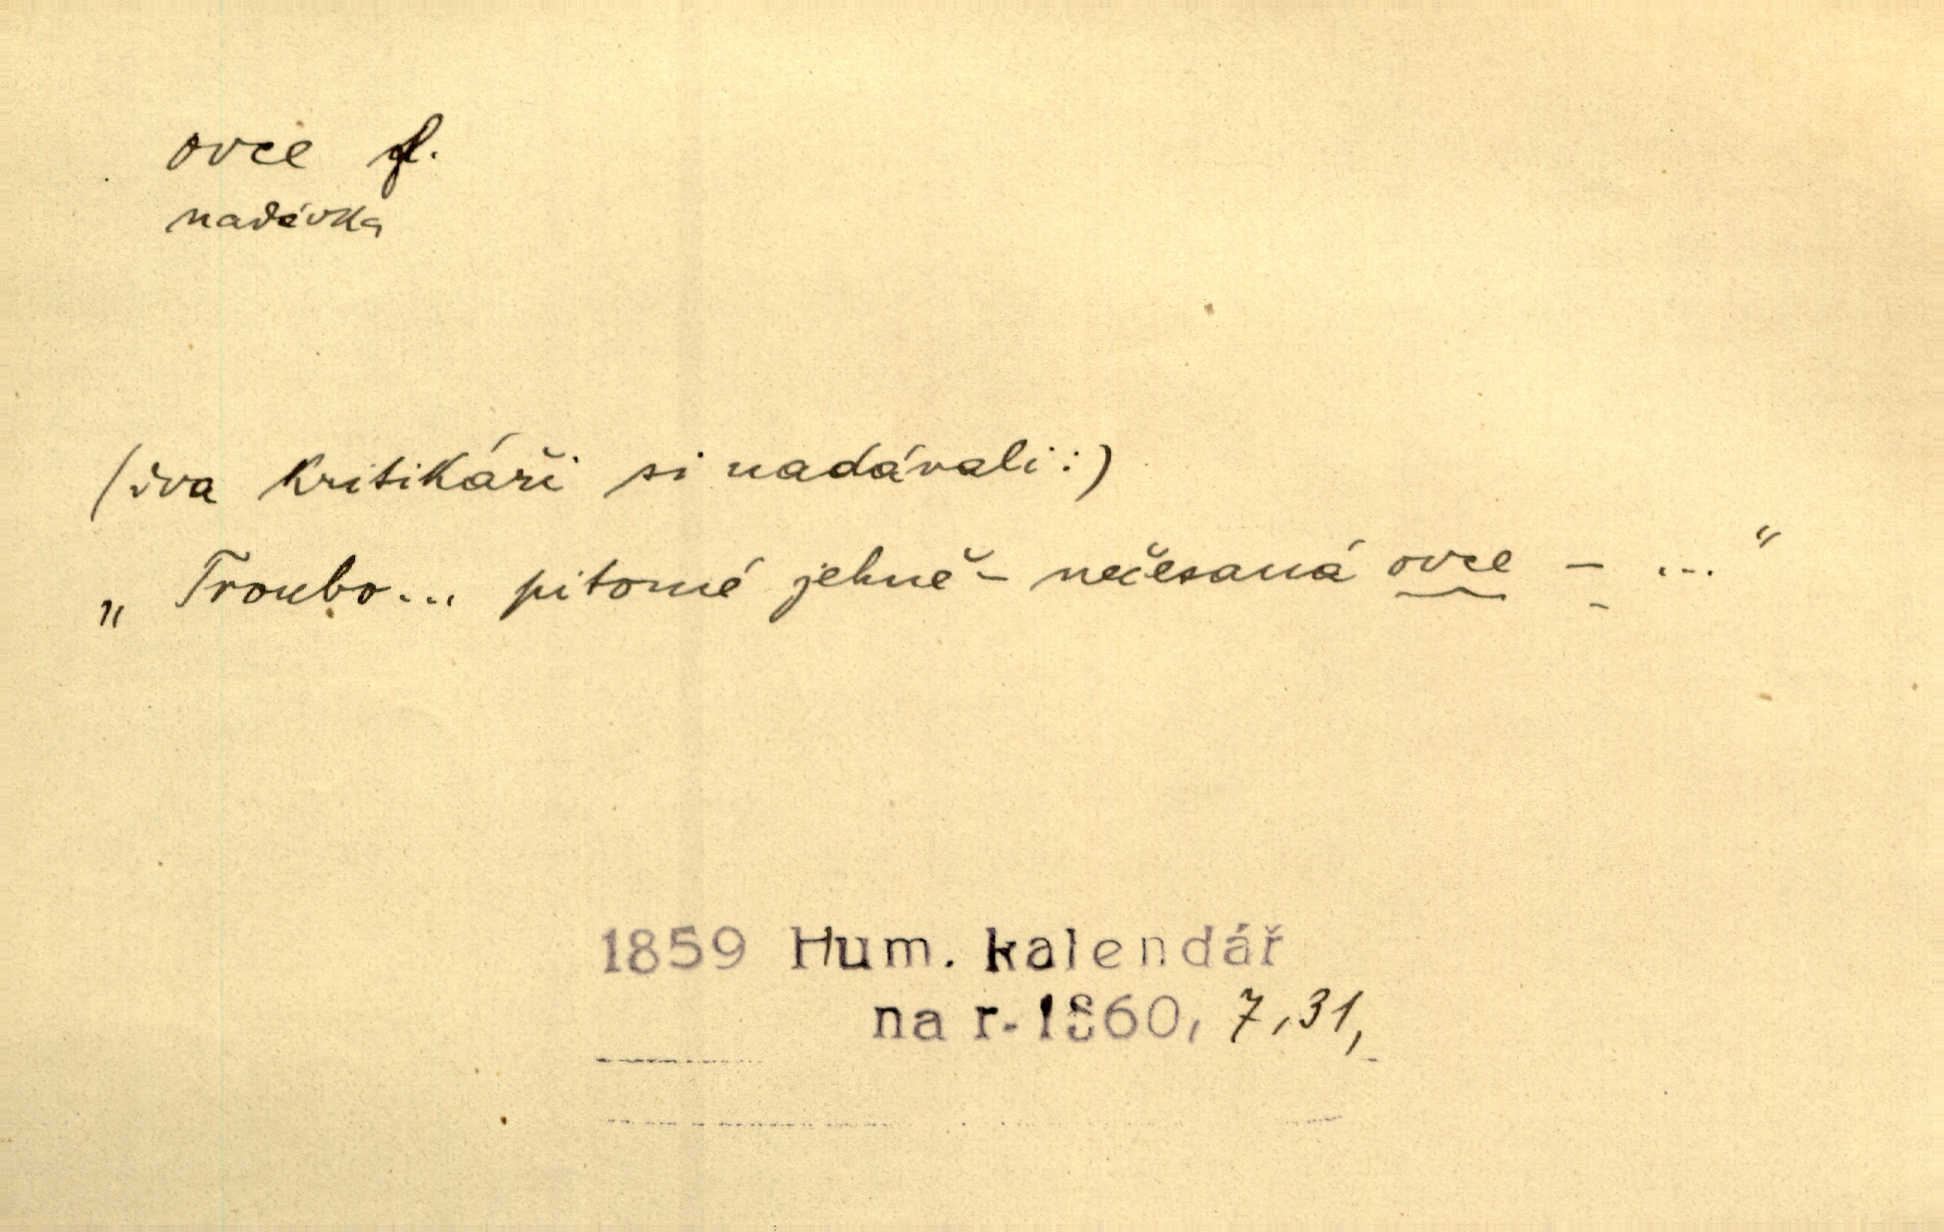 ovce f.
nadávka
(dva kritikáři si nadávali:)
„Troubo... pitomé jehně – nečesaná ovce – ...“
1859 Hum. kalendář
na r. 1860, 7, 31,